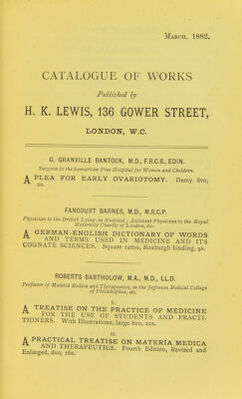 MARCH, 1882.
CATALOGUE OF WORKS
Published by
H. K. LEWIS, 136 GOWER STREET,
LONDON, W.C.
G. GRANVILLE BANTOCK, M.D., F.R.C.S., EDIN.
Surgeon to the Samaritan Free Hospital for Women and Children.
A PLEA FOR EARLY OVARIOTOMY. Demy 8vo,
2s.
FANCOURT BARNES, M.D., M.R.C.P.
Physician to the British Lying-in Hospital; Assistant Physician to the Royal
Maternity Charity of London, &c.
A GERMAN-ENGLISH DICTIONARY OF WORDS
AND TERMS USED IN MEDICINE AND ITS
COGNATE SCIENCES. Square 12mo, Roxburgh binding, 9s.
ROBERTS BARTHOLOW, M.A., M.D., LL.D.
Professor of Materia Medica and Therapeutics, in the Jefferson Medical College
of Philadelphia, etc.
I.
A TREATISE ON THE PRACTICE OF MEDICINE
FOR THE USE OF STUDENTS AND PRACTI-
TIONERS. With Illustrations, large 8vo, 21s.
II.
A PRACTICAL TREATISE ON MATERIA MEDICA
AND THERAPEUTICS. Fourth Edition, Revised and
Enlarged, 8vo, 16s.